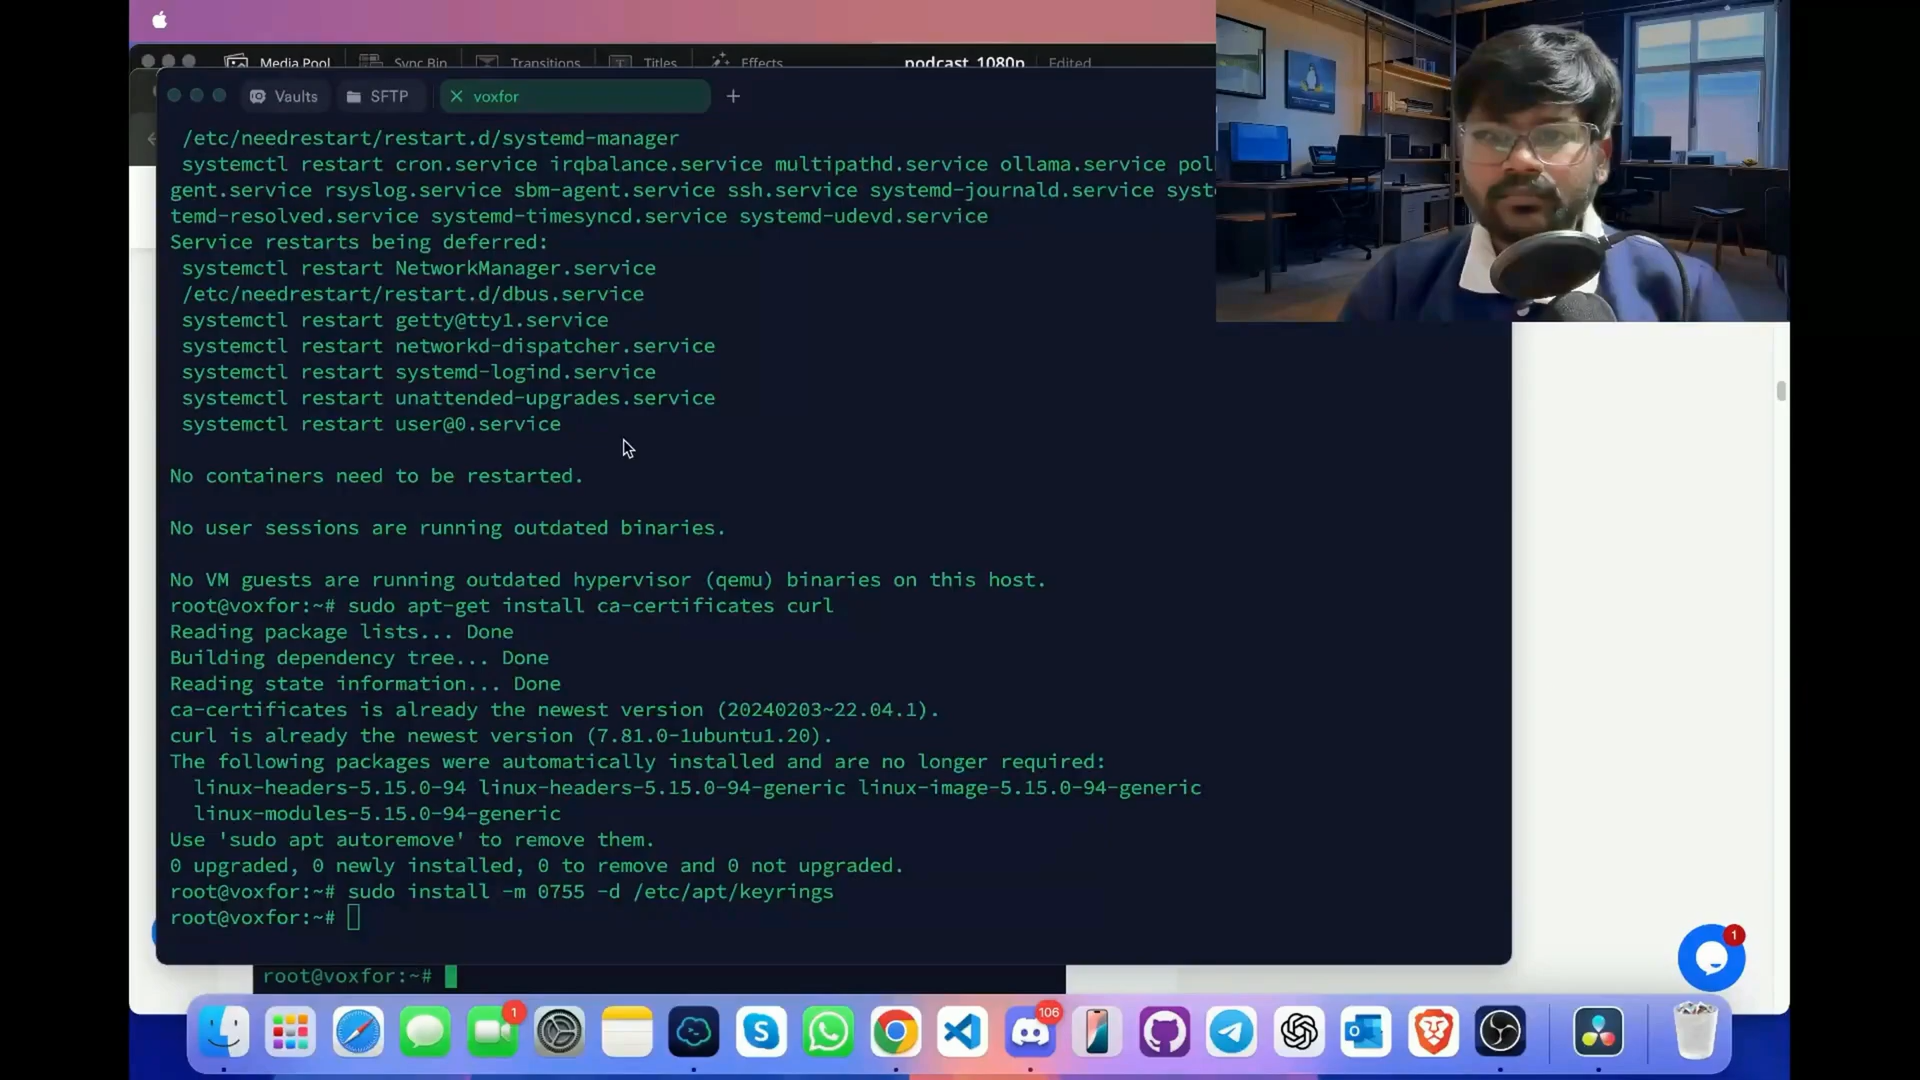 Media Pool Sync Bin Transitions Titles Effects podcast_1080p Edited
Vaults SFTP voxfor
/etc/needrestart/restart.d/systemd-manager
systemctl restart cron.service irqbalance.service multipathd.service ollama.service pol
gent.service rsyslog.service sbm-agent.service ssh.service systemd-journald.service syst
temd-resolved.service systemd-timesyncd.service systemd-udevd.service
Service restarts being deferred:
systemctl restart NetworkManager.service
/etc/needrestart/restart.d/dbus.service
systemctl restart getty@tty1.service
systemctl restart networkd-dispatcher.service
systemctl restart systemd-logind.service
systemctl restart unattended-upgrades.service
systemctl restart user@0.service
No containers need to be restarted.
No user sessions are running outdated binaries.
No VM guests are running outdated hypervisor (qemu) binaries on this host.
root@voxfor:~# sudo apt-get install ca-certificates curl
Reading package lists... Done
Building dependency tree... Done
Reading state information... Done
ca-certificates is already the newest version (20240203~22.04.1).
curl is already the newest version (7.81.0-1ubuntu1.20).
The following packages were automatically installed and are no longer required:
linux-headers-5.15.0-94 linux-headers-5.15.0-94-generic linux-image-5.15.0-94-generic
linux-modules-5.15.0-94-generic
Use 'sudo apt autoremove' to remove them.
0 upgraded, 0 newly installed, 0 to remove and 0 not upgraded.
root@voxfor:~# sudo install -m 0755 -d /etc/apt/keyrings
root@voxfor:~#
1
root@voxfor:~#
1
106